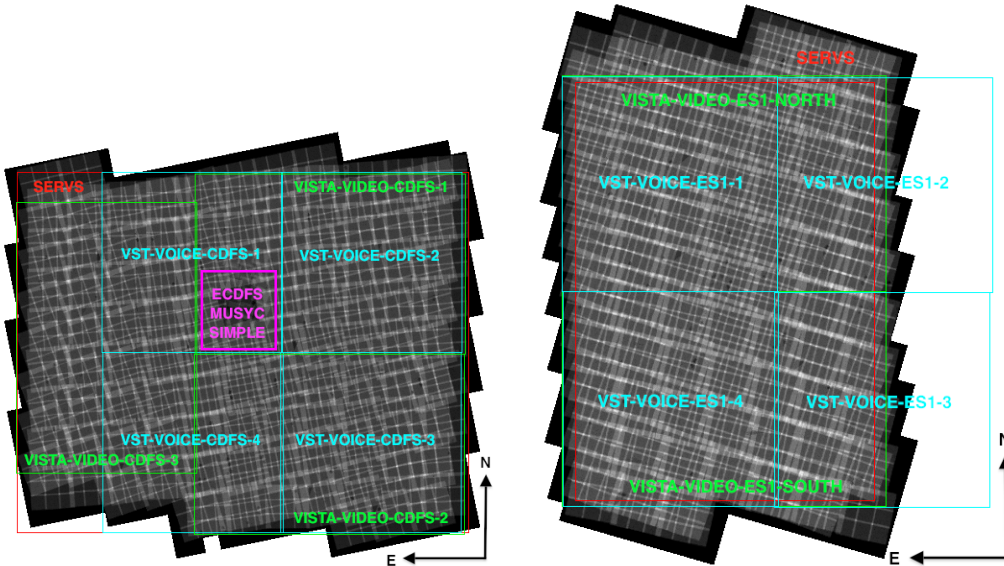 SERVS
VISTA-VIDEO-CDFS-1
VST-VOICE-CDFS-1
VST-VOICE-CDFS-2
ECDFS
MUSYC
SIMPLE
VST-VOICE-CDFS-4
VST-VOICE-CDFS-3
VISTA-VIDEO-CDFS-3
VISTA-VIDEO-CDFS-2
N
E
SERVS
VISTA-VIDEO-ES1-NORTH
VST-VOICE-ES1-1
VST-VOICE-ES1-2
VST-VOICE-ES1-4
VST-VOICE-ES1-3
VISTA-VIDEO-ES1-SOUTH
N
E